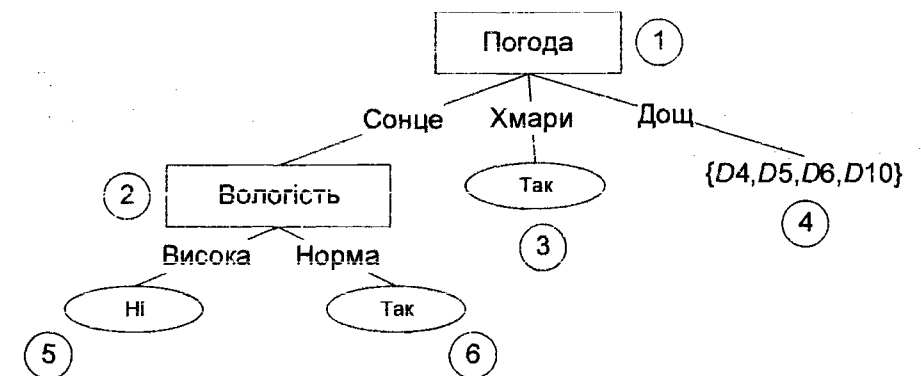 Погода 1
Сонце Хмари Дощ
2 Вологість Так {D4,D5,D6,D10}
3 4
Висока Норма
Ні Так
5 6